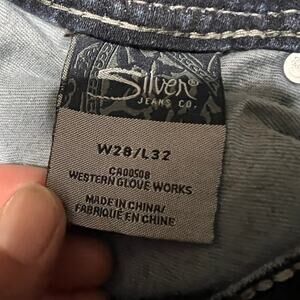 Silver
JEANS CO.
W28/L32
CA00508
WESTERN GLOVE WORKS
MADE IN CHINA/
FABRIQUÉ EN CHINE